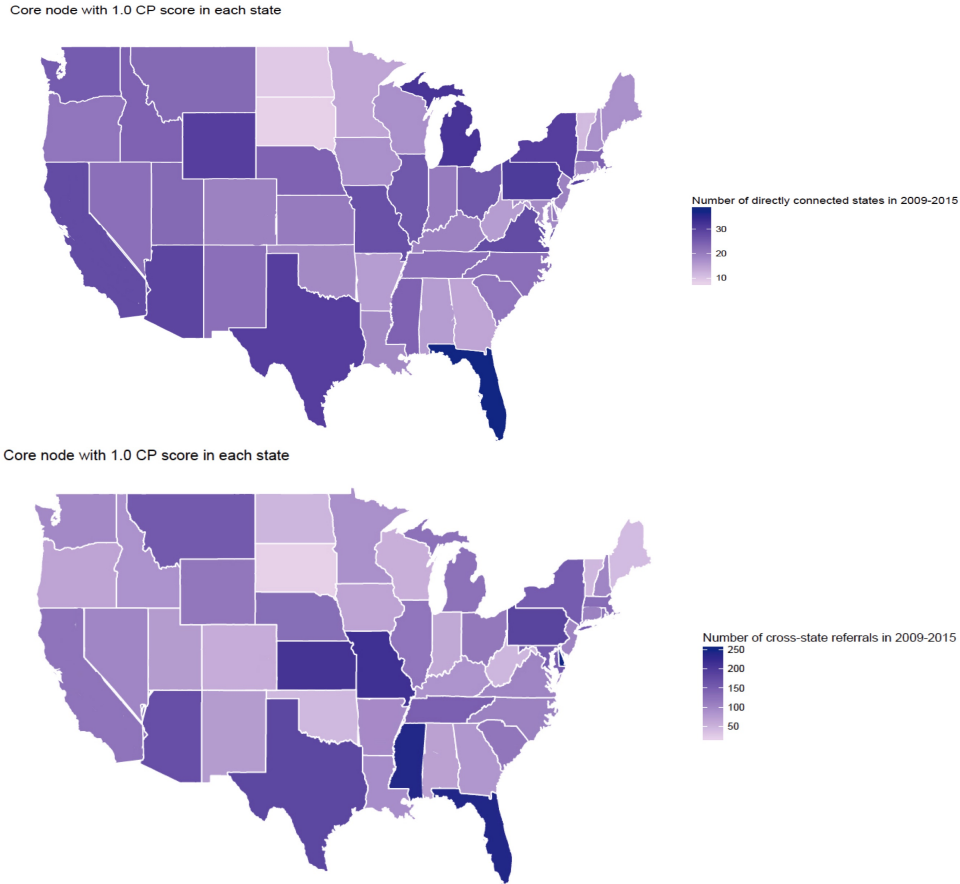 Core node with 1.0 CP score in each state
Number of directly connected states in 2009-2015
30
20
10
Core node with 1.0 CP score in each state
Number of cross-state referrals in 2009-2015
250
200
150
100
50